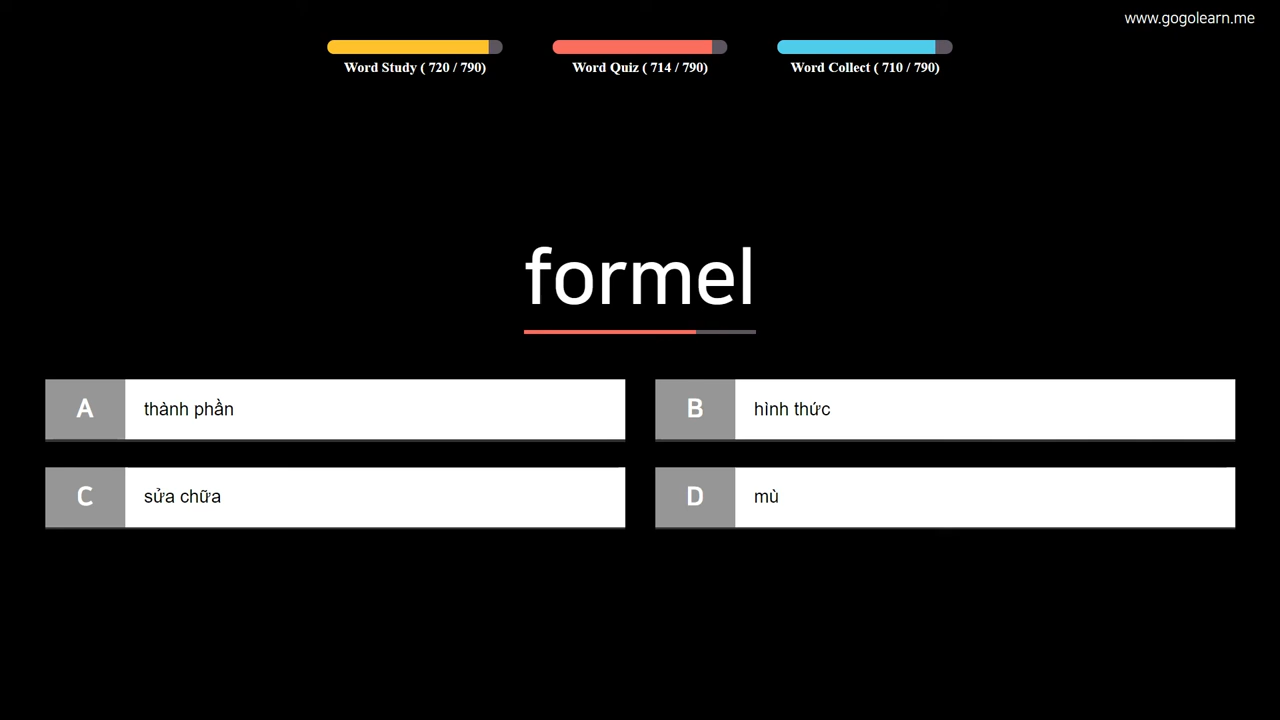 www.gogolearn.me
Word Study ( 720 / 790)
Word Quiz ( 714 / 790)
Word Collect ( 710 / 790)
formel
A thành phần
B hình thức
C sửa chữa
D mù